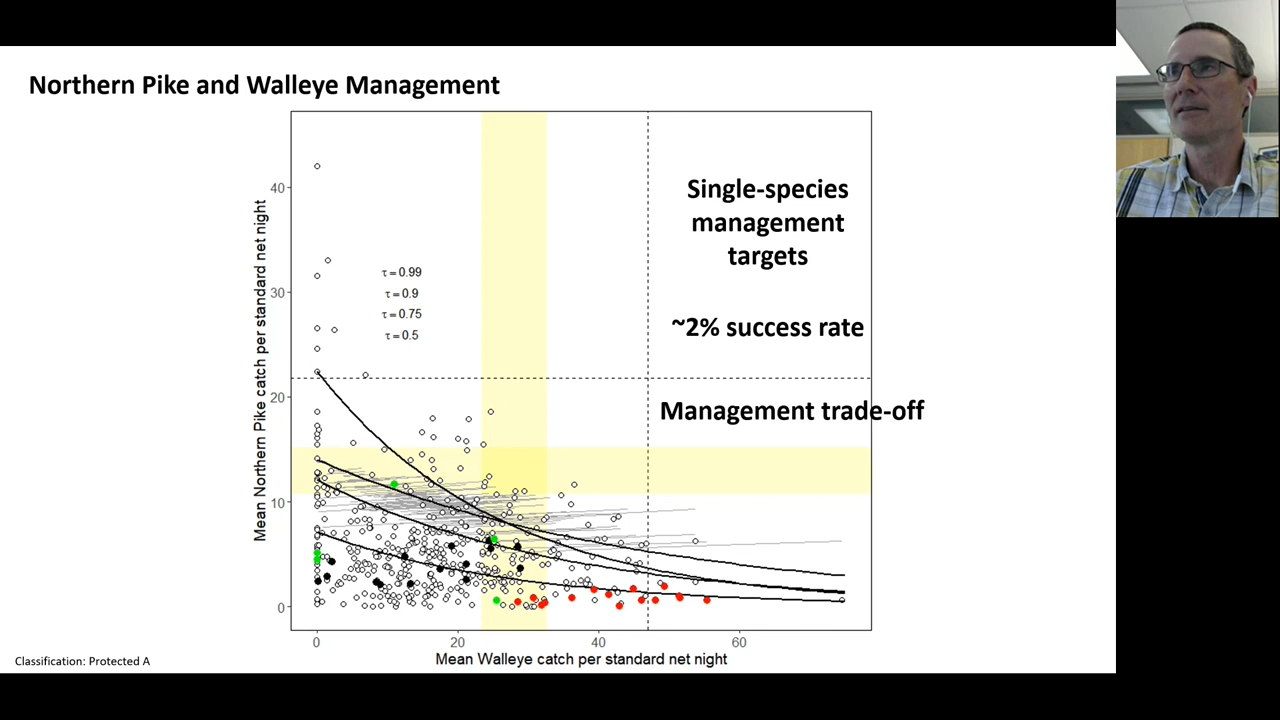 Northern Pike and Walleye Management
Mean Northern Pike catch per standard net night
40
30
20
10
0
τ = 0.99
τ = 0.9
τ = 0.75
τ = 0.5
Single-species
management
targets
~2% success rate
Management trade-off
0
20
40
60
Mean Walleye catch per standard net night
Classification: Protected A